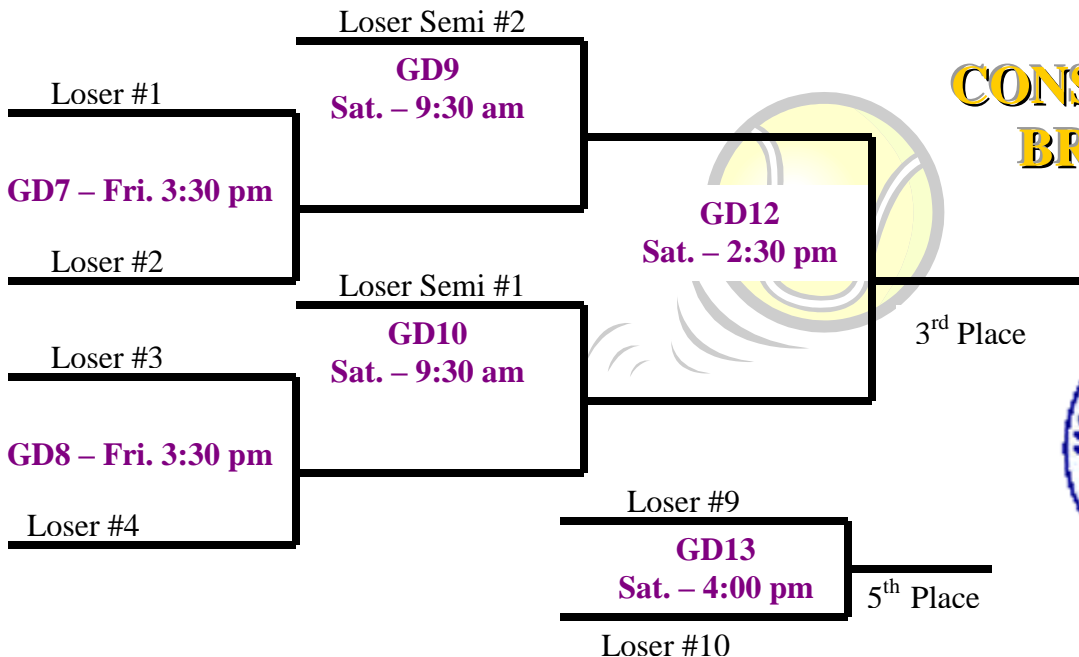 Loser Semi #2
GD9
Sat. – 9:30 am
Loser #1
GD7 – Fri. 3:30 pm
Loser #2
CONS
BR
GD12
Sat. – 2:30 pm
Loser Semi #1
GD10
Sat. – 9:30 am
3rd Place
Loser #3
GD8 – Fri. 3:30 pm
Loser #4
Loser #9
GD13
Sat. – 4:00 pm
5th Place
Loser #10